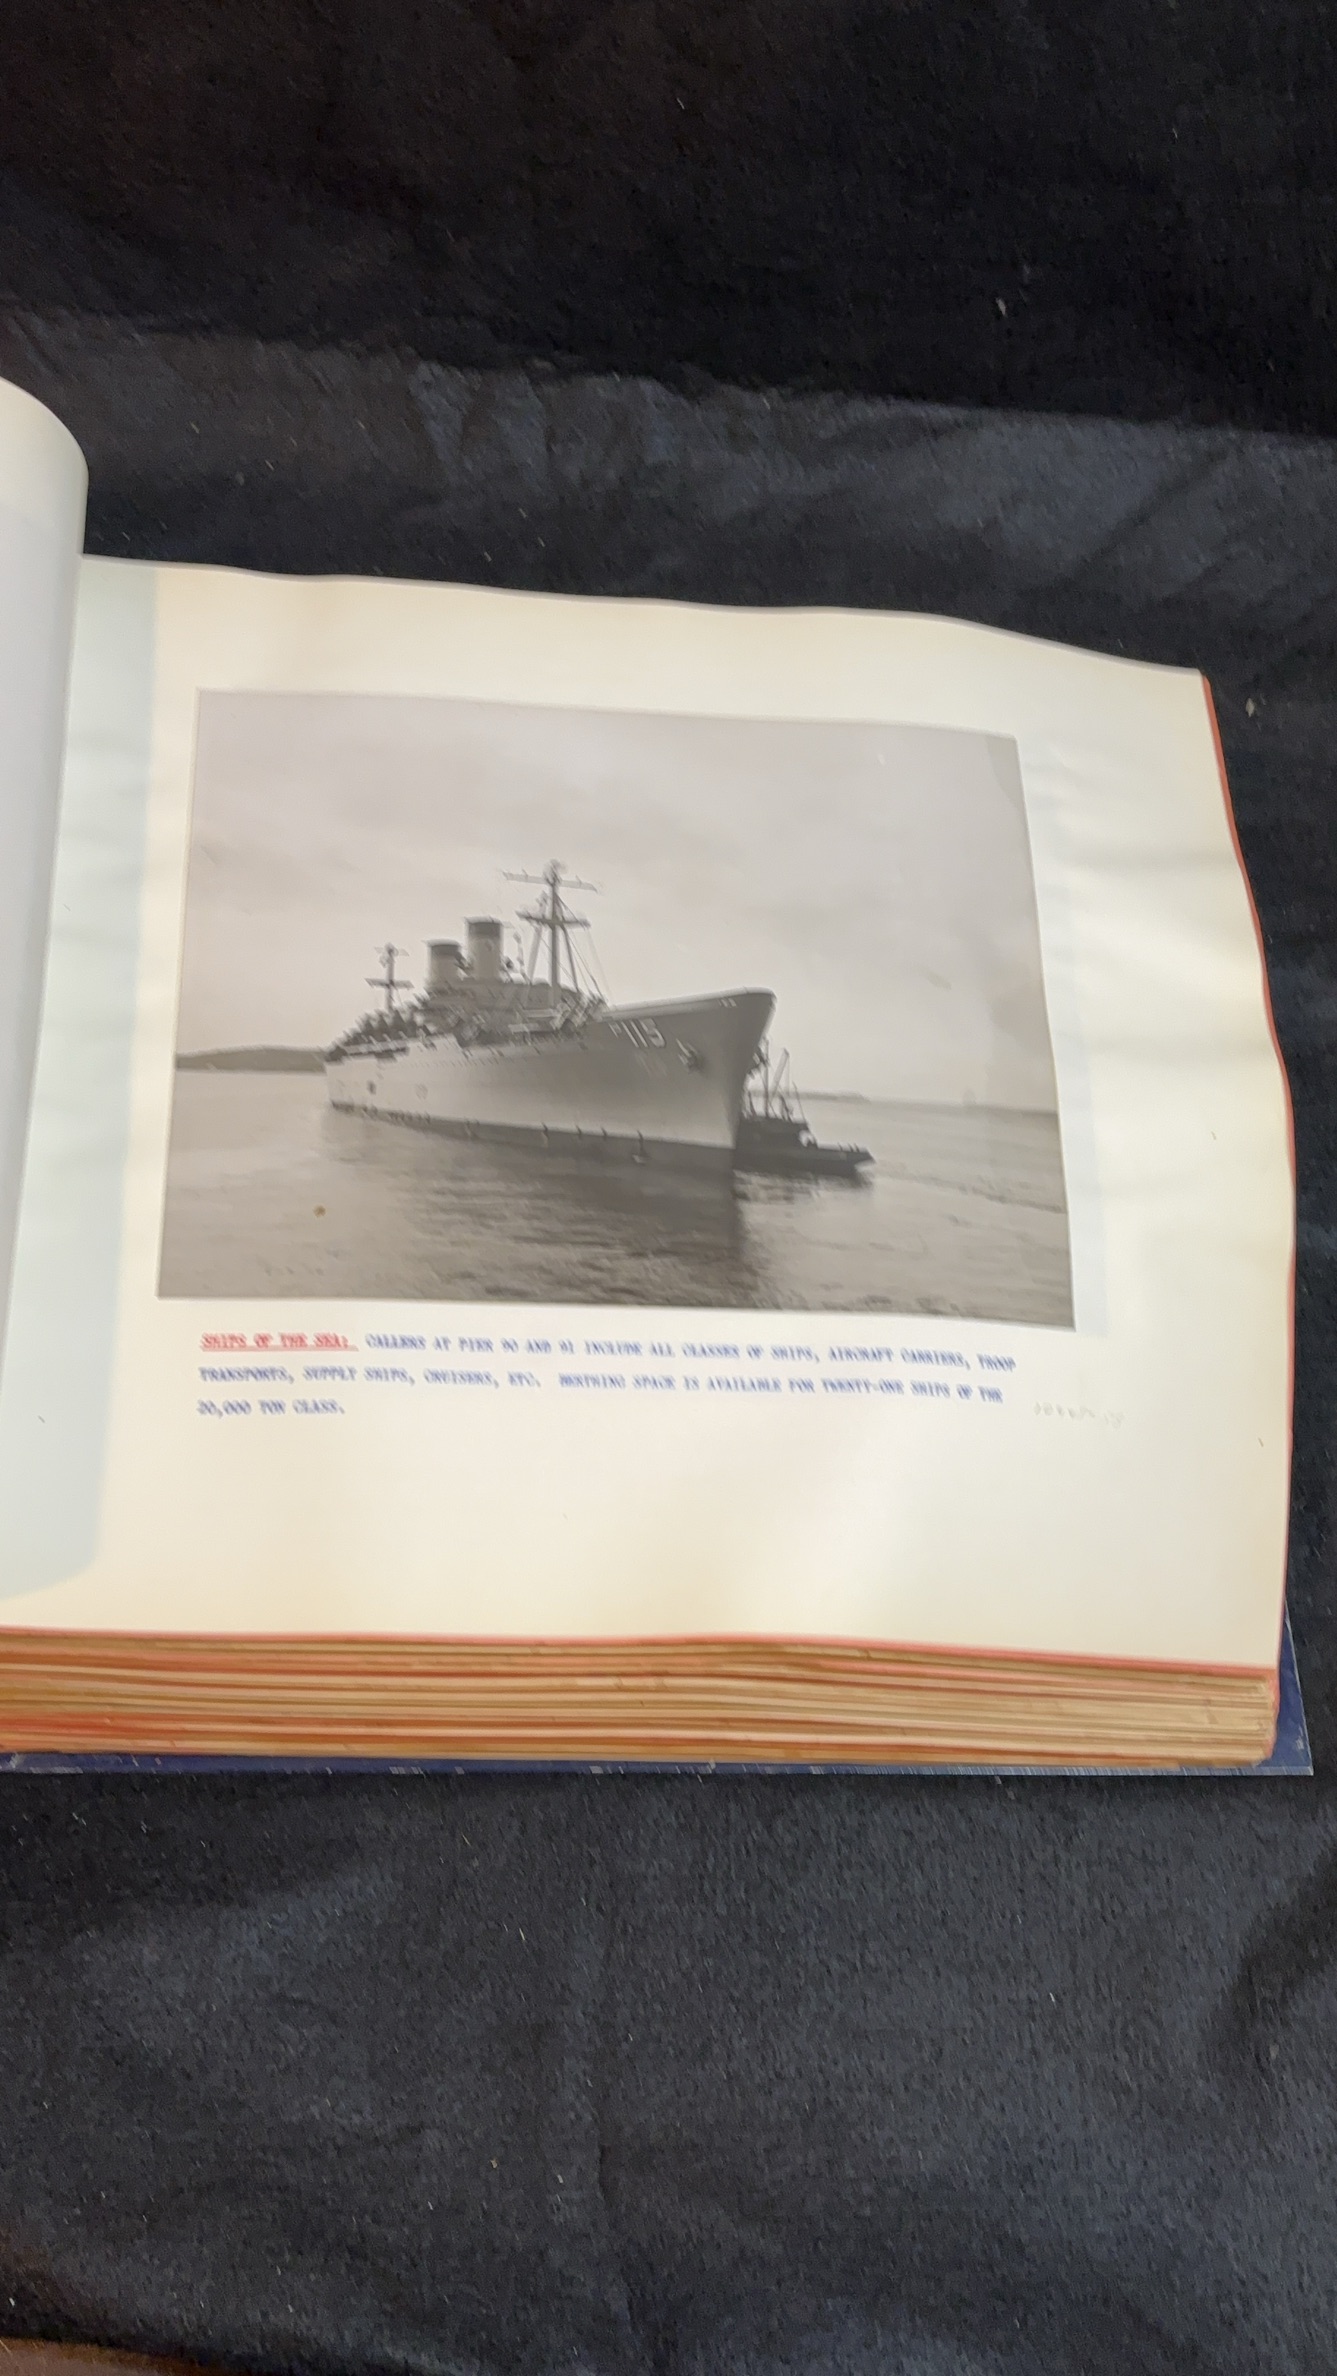 P115
SHIPS OF THE SEA: CALLERS AT PIER 90 AND 91 INCLUDE ALL CLASSES OF SHIPS, AIRCRAFT CARRIERS, TROOP
TRANSPORTS, SUPPLY SHIPS, CRUISERS, ETC. BERTHING SPACE IS AVAILABLE FOR TWENTY-ONE SHIPS OF THE
20,000 TON CLASS.